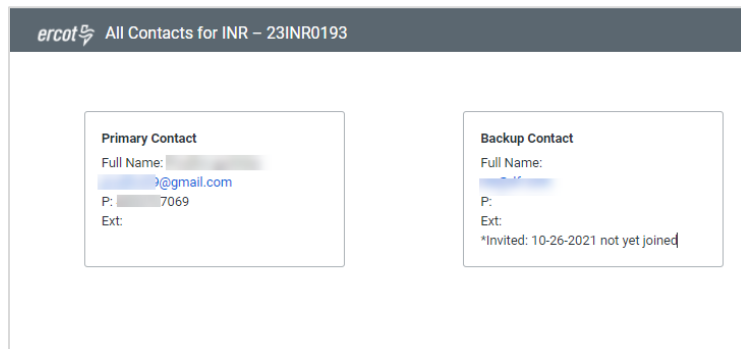 ercot All Contacts for INR – 23INR0193
Primary Contact
Full Name:
9@gmail.com
P: 7069
Ext:
Backup Contact
Full Name:
P:
Ext:
*Invited: 10-26-2021 not yet joined